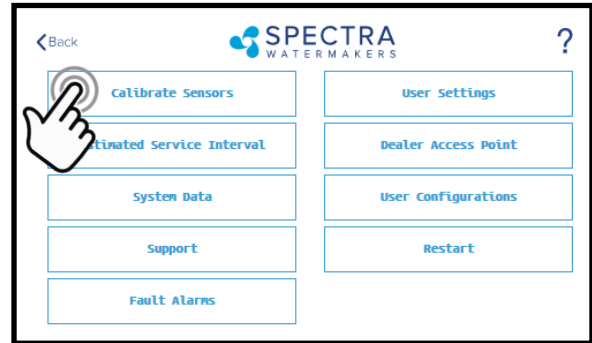 Back
SPECTRA
WATERMAKERS
?
Calibrate Sensors
User Settings
timated Service Interval
Dealer Access Point
System Data
User Configurations
Support
Restart
Fault Alarms